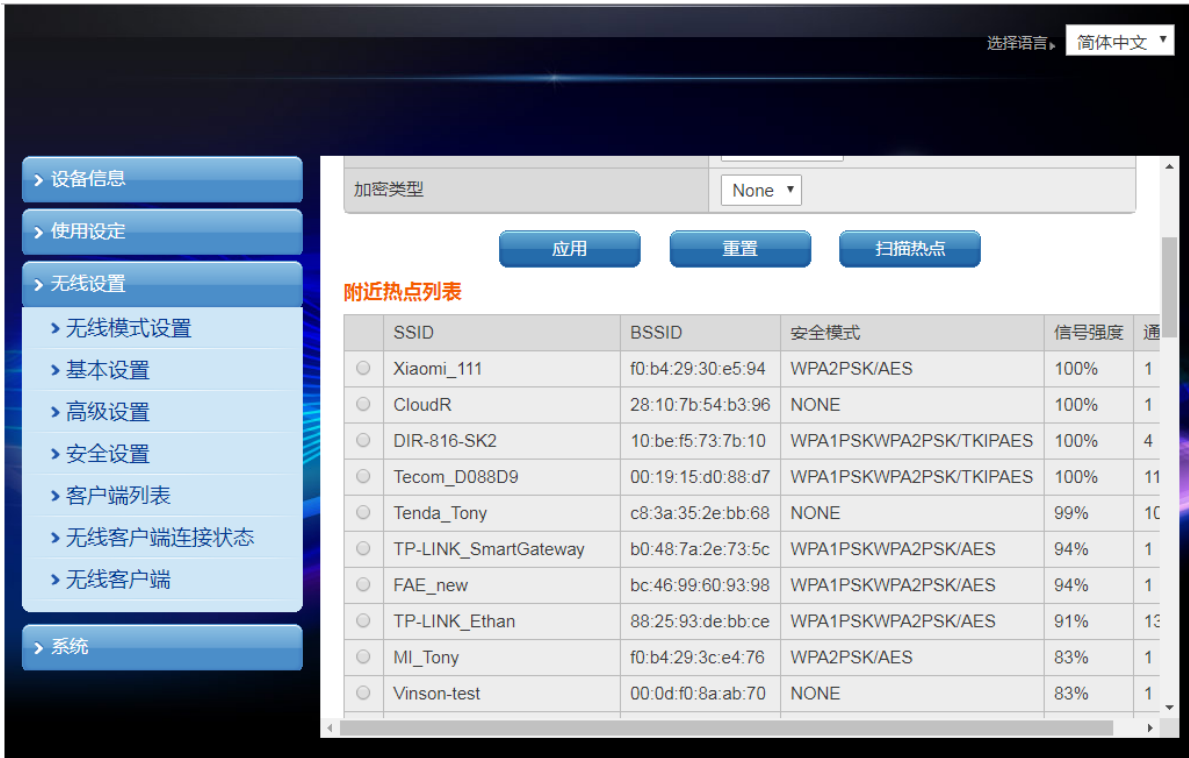 选择语言 简体中文
设备信息
使用设定
无线设置
无线模式设置
基本设置
高级设置
安全设置
客户端列表
无线客户端连接状态
无线客户端
系统
加密类型 None
应用 重置 扫描热点
附近热点列表
SSID BSSID 安全模式 信号强度 通
Xiaomi_111 f0:b4:29:30:e5:94 WPA2PSK/AES 100% 1
CloudR 28:10:7b:54:b3:96 NONE 100% 1
DIR-816-SK2 10:be:f5:73:7b:10 WPA1PSKWPA2PSK/TKIPAES 100% 4
Tecom_D088D9 00:19:15:d0:88:d7 WPA1PSKWPA2PSK/TKIPAES 100% 11
Tenda_Tony c8:3a:35:2e:bb:68 NONE 99% 10
TP-LINK_SmartGateway b0:48:7a:2e:73:5c WPA1PSKWPA2PSK/AES 94% 1
FAE_new bc:46:99:60:93:98 WPA1PSKWPA2PSK/AES 94% 1
TP-LINK_Ethan 88:25:93:de:bb:ce WPA1PSKWPA2PSK/AES 91% 13
MI_Tony f0:b4:29:3c:e4:76 WPA2PSK/AES 83% 1
Vinson-test 00:0d:f0:8a:ab:70 NONE 83% 1